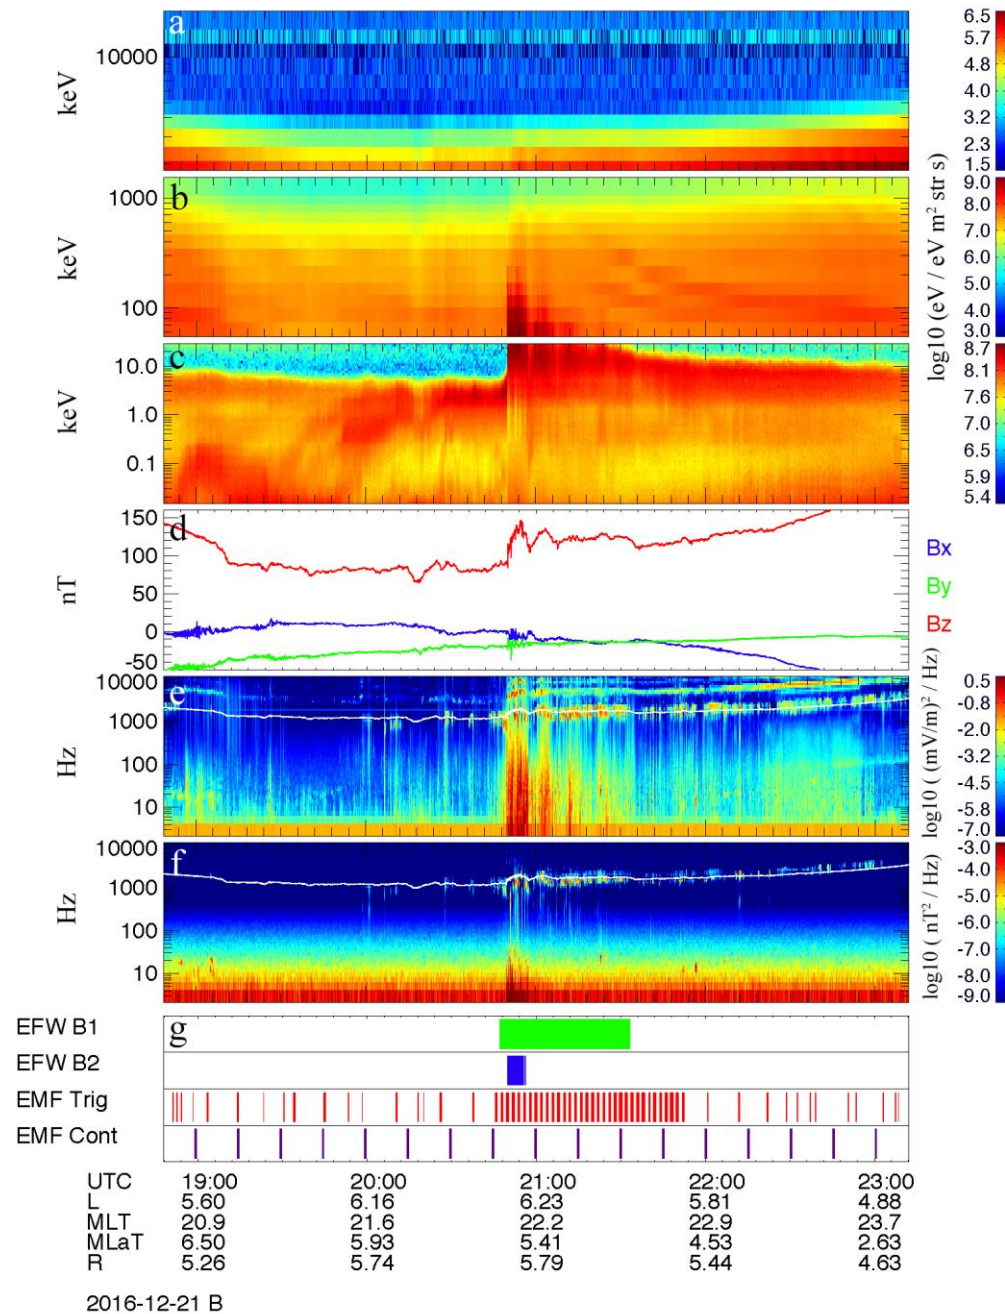 a
10000
keV
6.5
5.7
4.8
4.0
3.2
2.3
1.5
b
1000
100
keV
9.0
8.0
7.0
6.0
5.0
4.0
3.0
log10 (eV / eV m² str s)
c
10.0
1.0
0.1
keV
8.7
8.1
7.6
7.0
6.5
5.9
5.4
d
150
100
50
0
-50
nT
Bx
By
Bz
e
10000
1000
100
10
Hz
0.5
-0.8
-2.0
-3.2
-4.5
-5.8
-7.0
log10 ( (mV/m)² / Hz)
f
10000
1000
100
10
Hz
-3.0
-4.0
-5.0
-6.0
-7.0
-8.0
-9.0
log10 ( nT² / Hz)
g
EFW B1
EFW B2
EMF Trig
EMF Cont
UTC 19:00 20:00 21:00 22:00 23:00
L 5.60 6.16 6.23 5.81 4.88
MLT 20.9 21.6 22.2 22.9 23.7
MLaT 6.50 5.93 5.41 4.53 2.63
R 5.26 5.74 5.79 5.44 4.63
2016-12-21 B